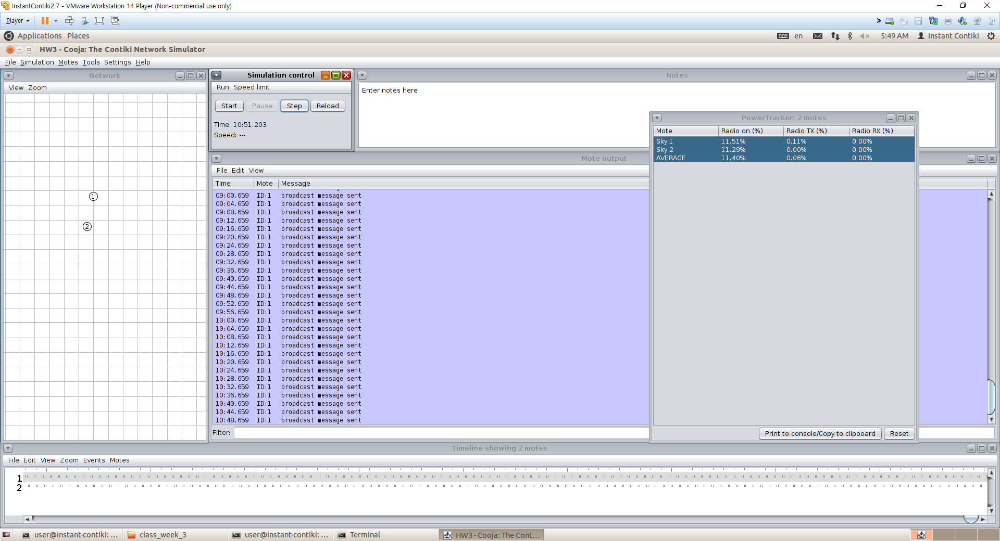 InstantContiki2.7 - VMware Workstation 14 Player (Non-commercial use only)
Player
Applications Places
en
5:49 AM
Instant Contiki
HW3 - Cooja: The Contiki Network Simulator
File Simulation Motes Tools Settings Help
Network
View Zoom
1
2
Simulation control
Run Speed limit
Start Pause Step Reload
Time: 10:51.203
Speed: ---
Notes
Enter notes here
Mote output
File Edit View
Time Mote Message
09:00.659 ID:1 broadcast message sent
09:04.659 ID:1 broadcast message sent
09:08.659 ID:1 broadcast message sent
09:12.659 ID:1 broadcast message sent
09:16.659 ID:1 broadcast message sent
09:20.659 ID:1 broadcast message sent
09:24.659 ID:1 broadcast message sent
09:28.659 ID:1 broadcast message sent
09:32.659 ID:1 broadcast message sent
09:36.659 ID:1 broadcast message sent
09:40.659 ID:1 broadcast message sent
09:44.659 ID:1 broadcast message sent
09:48.659 ID:1 broadcast message sent
09:52.659 ID:1 broadcast message sent
09:56.659 ID:1 broadcast message sent
10:00.659 ID:1 broadcast message sent
10:04.659 ID:1 broadcast message sent
10:08.659 ID:1 broadcast message sent
10:12.659 ID:1 broadcast message sent
10:16.659 ID:1 broadcast message sent
10:20.659 ID:1 broadcast message sent
10:24.659 ID:1 broadcast message sent
10:28.659 ID:1 broadcast message sent
10:32.659 ID:1 broadcast message sent
10:36.659 ID:1 broadcast message sent
10:40.659 ID:1 broadcast message sent
10:44.659 ID:1 broadcast message sent
10:48.659 ID:1 broadcast message sent
Filter:
PowerTracker: 2 motes
Mote Radio on (%) Radio TX (%) Radio RX (%)
Sky 1 11.51% 0.11% 0.00%
Sky 2 11.29% 0.00% 0.00%
AVERAGE 11.40% 0.06% 0.00%
Print to console/Copy to clipboard Reset
Timeline showing 2 motes
File Edit View Zoom Events Motes
1
2
user@instant-contiki: ...
class_week_3
user@instant-contiki: ...
Terminal
HW3 - Cooja: The Cont...